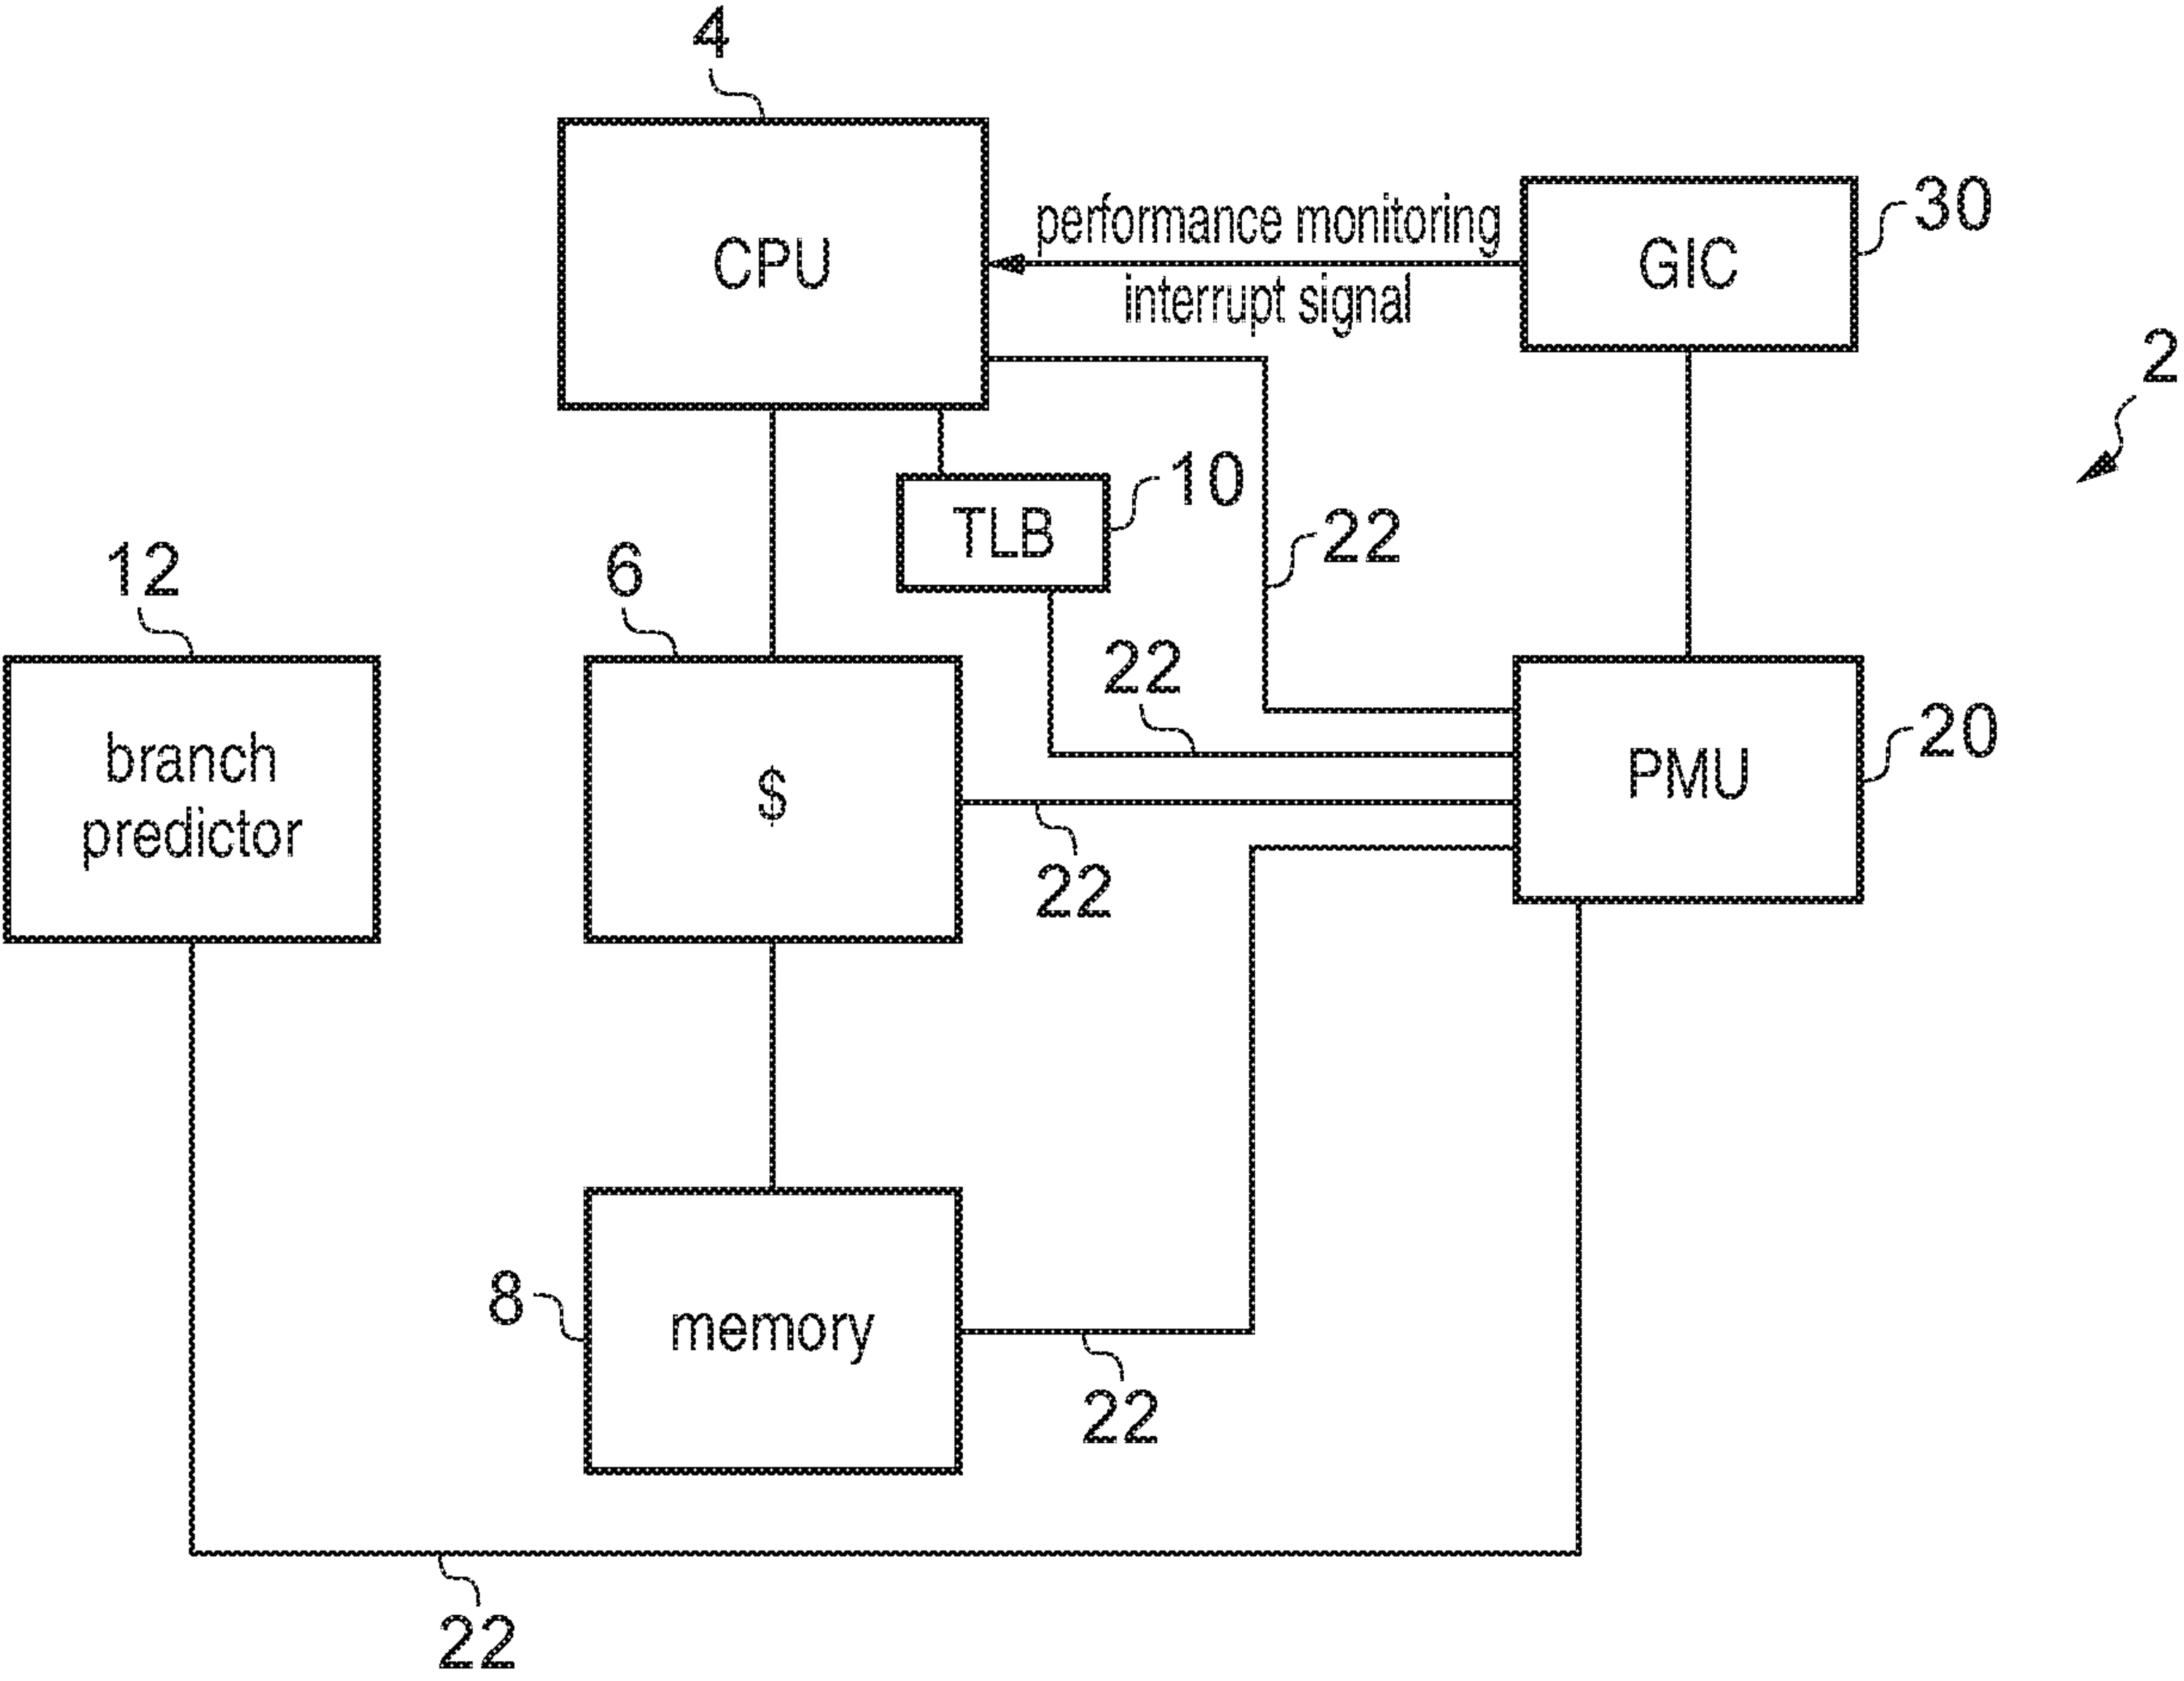 4
CPU
performance monitoring
interrupt signal
GIC
30
2
TLB
10
22
12
6
branch
predictor
$
22
22
PMU
20
8
memory
22
22